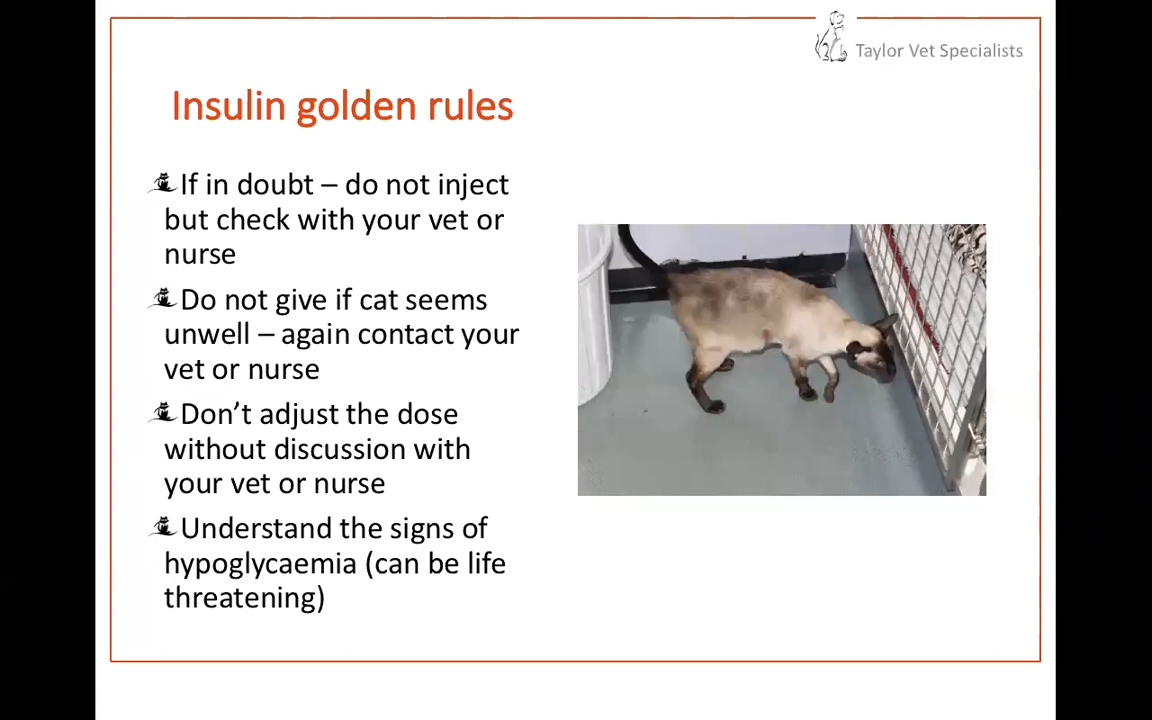 Taylor Vet Specialists
Insulin golden rules
If in doubt – do not inject
but check with your vet or
nurse
Do not give if cat seems
unwell – again contact your
vet or nurse
Don’t adjust the dose
without discussion with
your vet or nurse
Understand the signs of
hypoglycaemia (can be life
threatening)